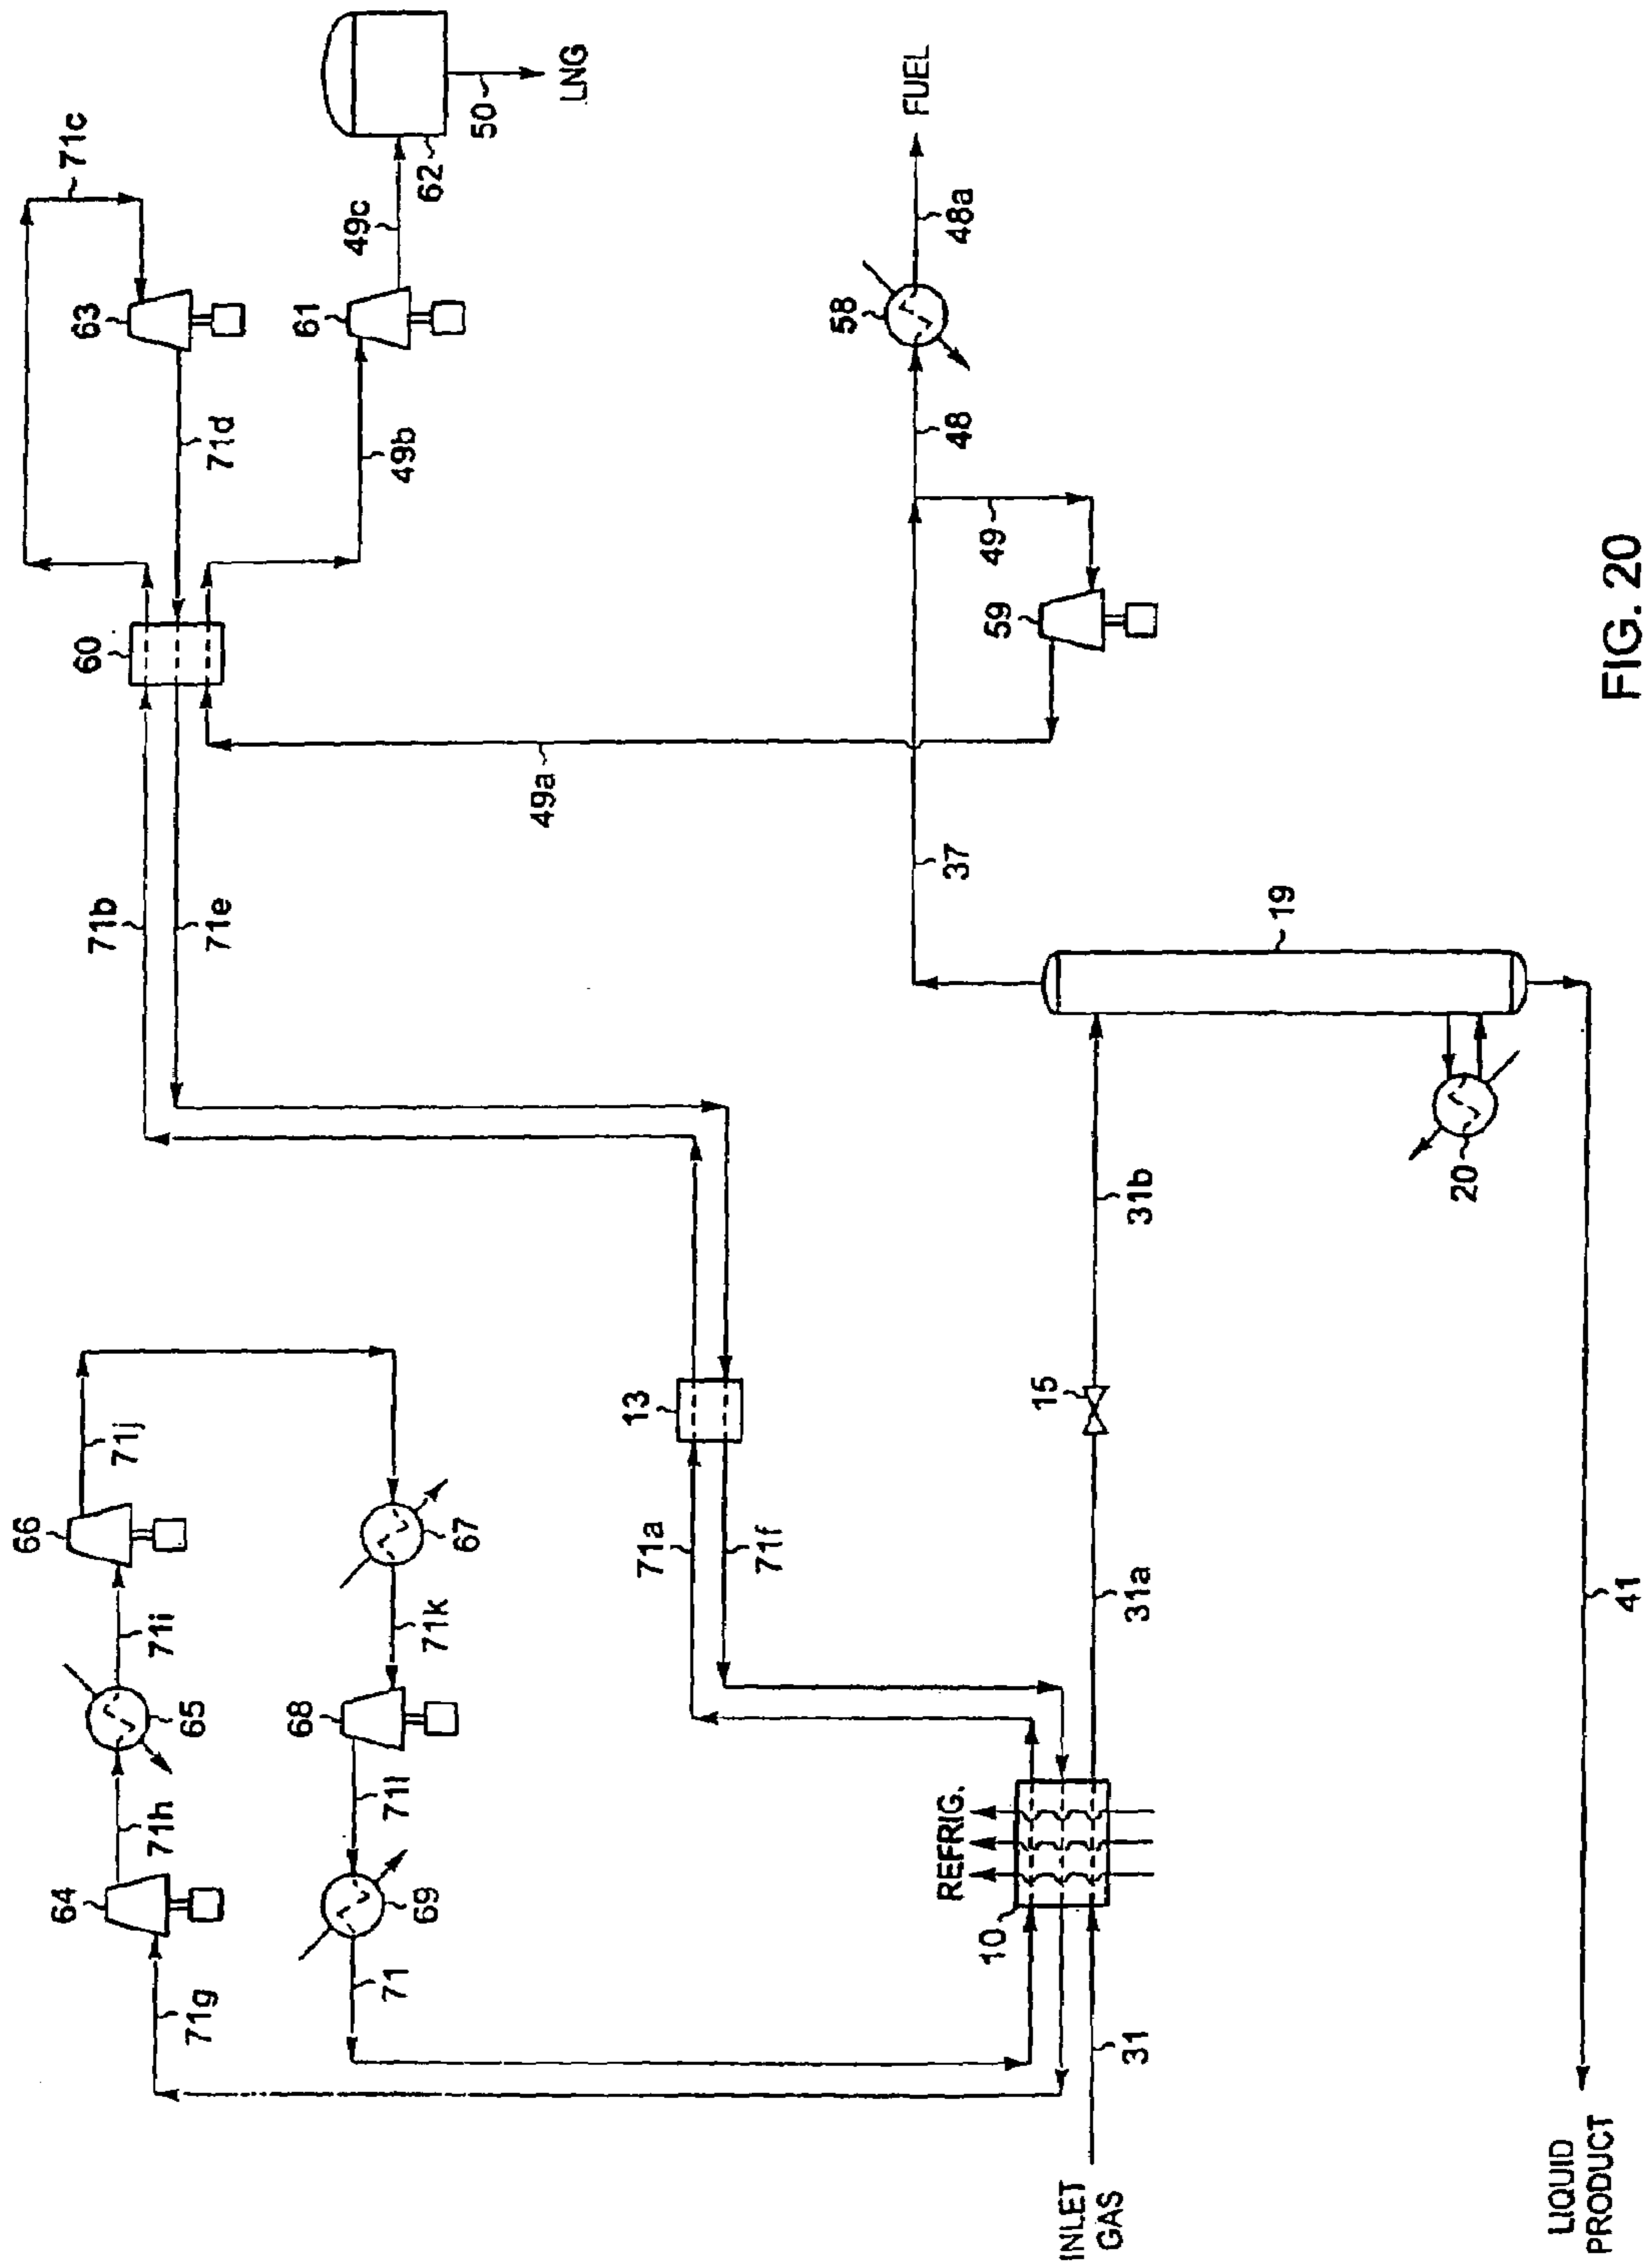 71c
63
71d
60
61
49c
62
50
LNG
49b
71b
71e
49a
66
71j
71i
65
71h
64
67
71k
68
71l
69
71
71g
13
71a
71f
58
48a
FUEL
48
49
59
37
19
REFRIG.
10
15
31b
31a
20
31
INLET
GAS
41
LIQUID
PRODUCT
FIG. 20